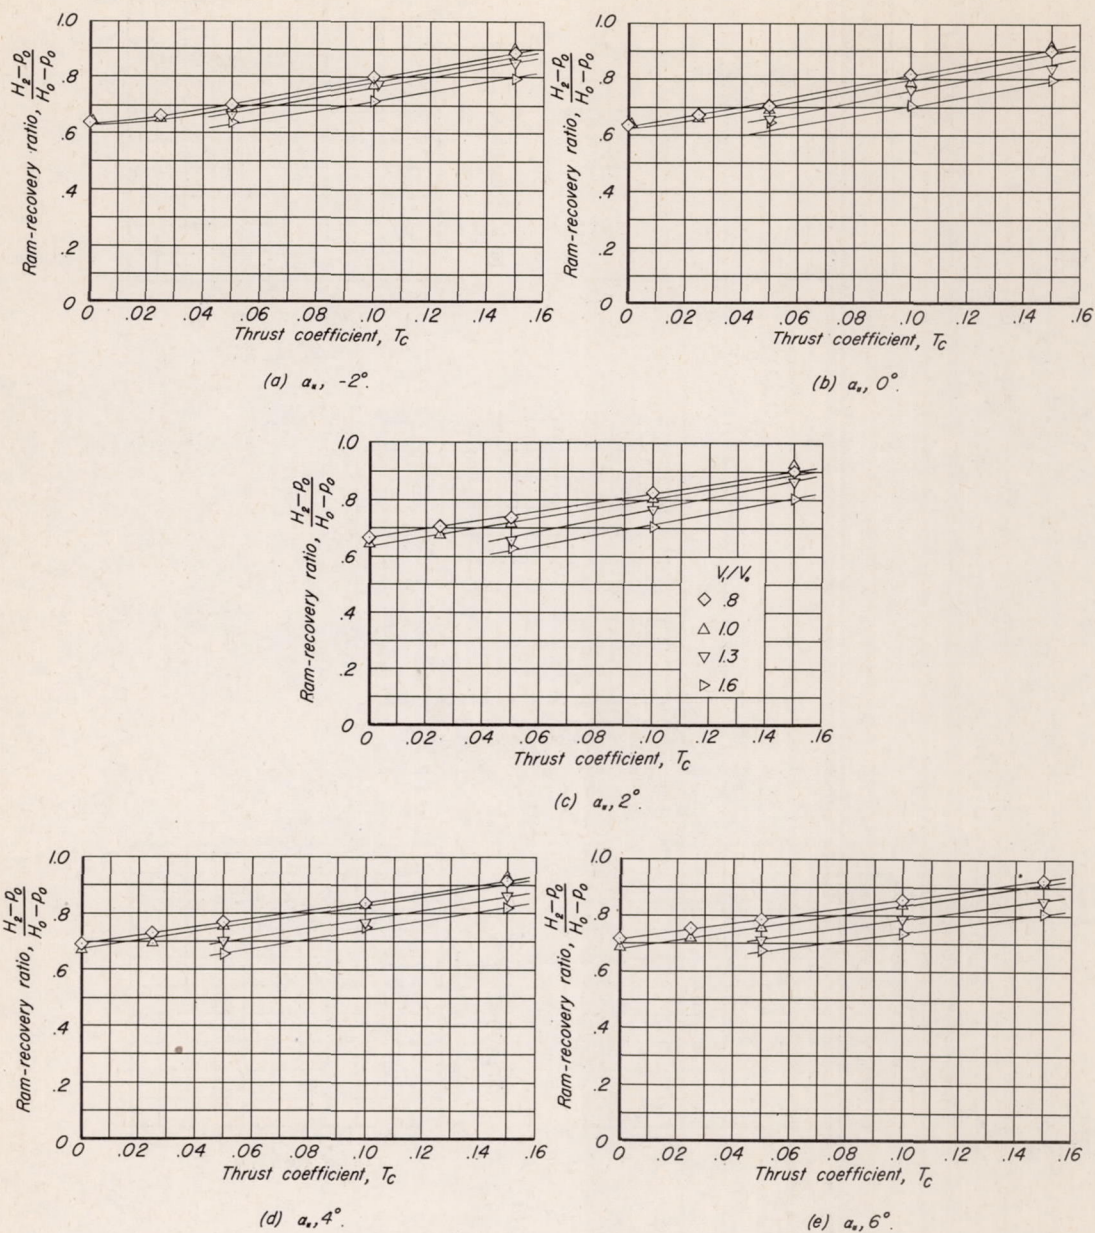 1.0
.8
.6
.4
.2
0
Ram-recovery ratio, H₂-p₀ / H₀-p₀
0 .02 .04 .06 .08 .10 .12 .14 .16
Thrust coefficient, Tc
(a) α, -2°.
1.0
.8
.6
.4
.2
0
Ram-recovery ratio, H₂-p₀ / H₀-p₀
0 .02 .04 .06 .08 .10 .12 .14 .16
Thrust coefficient, Tc
(b) α, 0°.
1.0
.8
.6
.4
.2
0
Ram-recovery ratio, H₂-p₀ / H₀-p₀
V₁/V₀
.8
1.0
1.3
1.6
0 .02 .04 .06 .08 .10 .12 .14 .16
Thrust coefficient, Tc
(c) α, 2°.
1.0
.8
.6
.4
.2
0
Ram-recovery ratio, H₂-p₀ / H₀-p₀
0 .02 .04 .06 .08 .10 .12 .14 .16
Thrust coefficient, Tc
(d) α, 4°.
1.0
.8
.6
.4
.2
0
Ram-recovery ratio, H₂-p₀ / H₀-p₀
0 .02 .04 .06 .08 .10 .12 .14 .16
Thrust coefficient, Tc
(e) α, 6°.